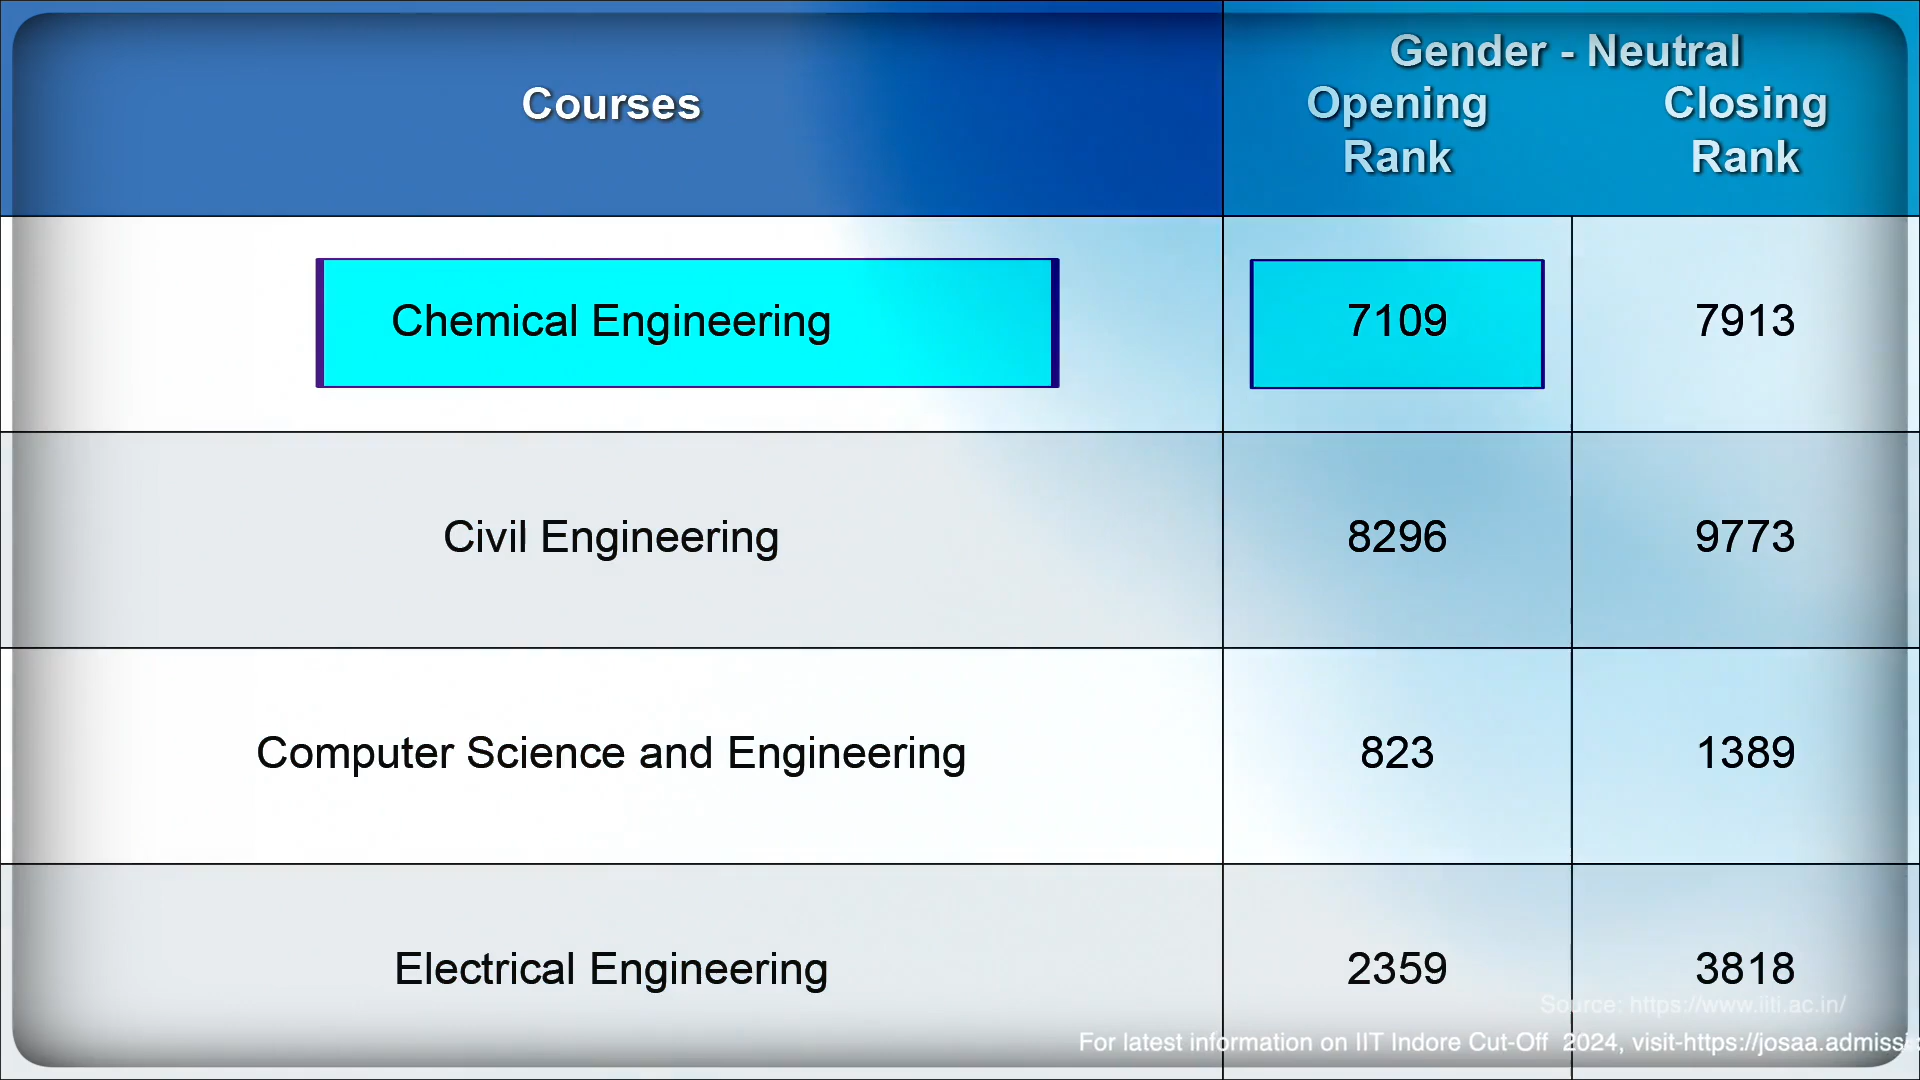 Courses
Gender - Neutral
Opening Rank
Closing Rank
Chemical Engineering 7109 7913
Civil Engineering 8296 9773
Computer Science and Engineering 823 1389
Electrical Engineering 2359 3818
Source: https://www.iiti.ac.in/
For latest information on IIT Indore Cut-Off 2024, visit-https://josaa.admissi